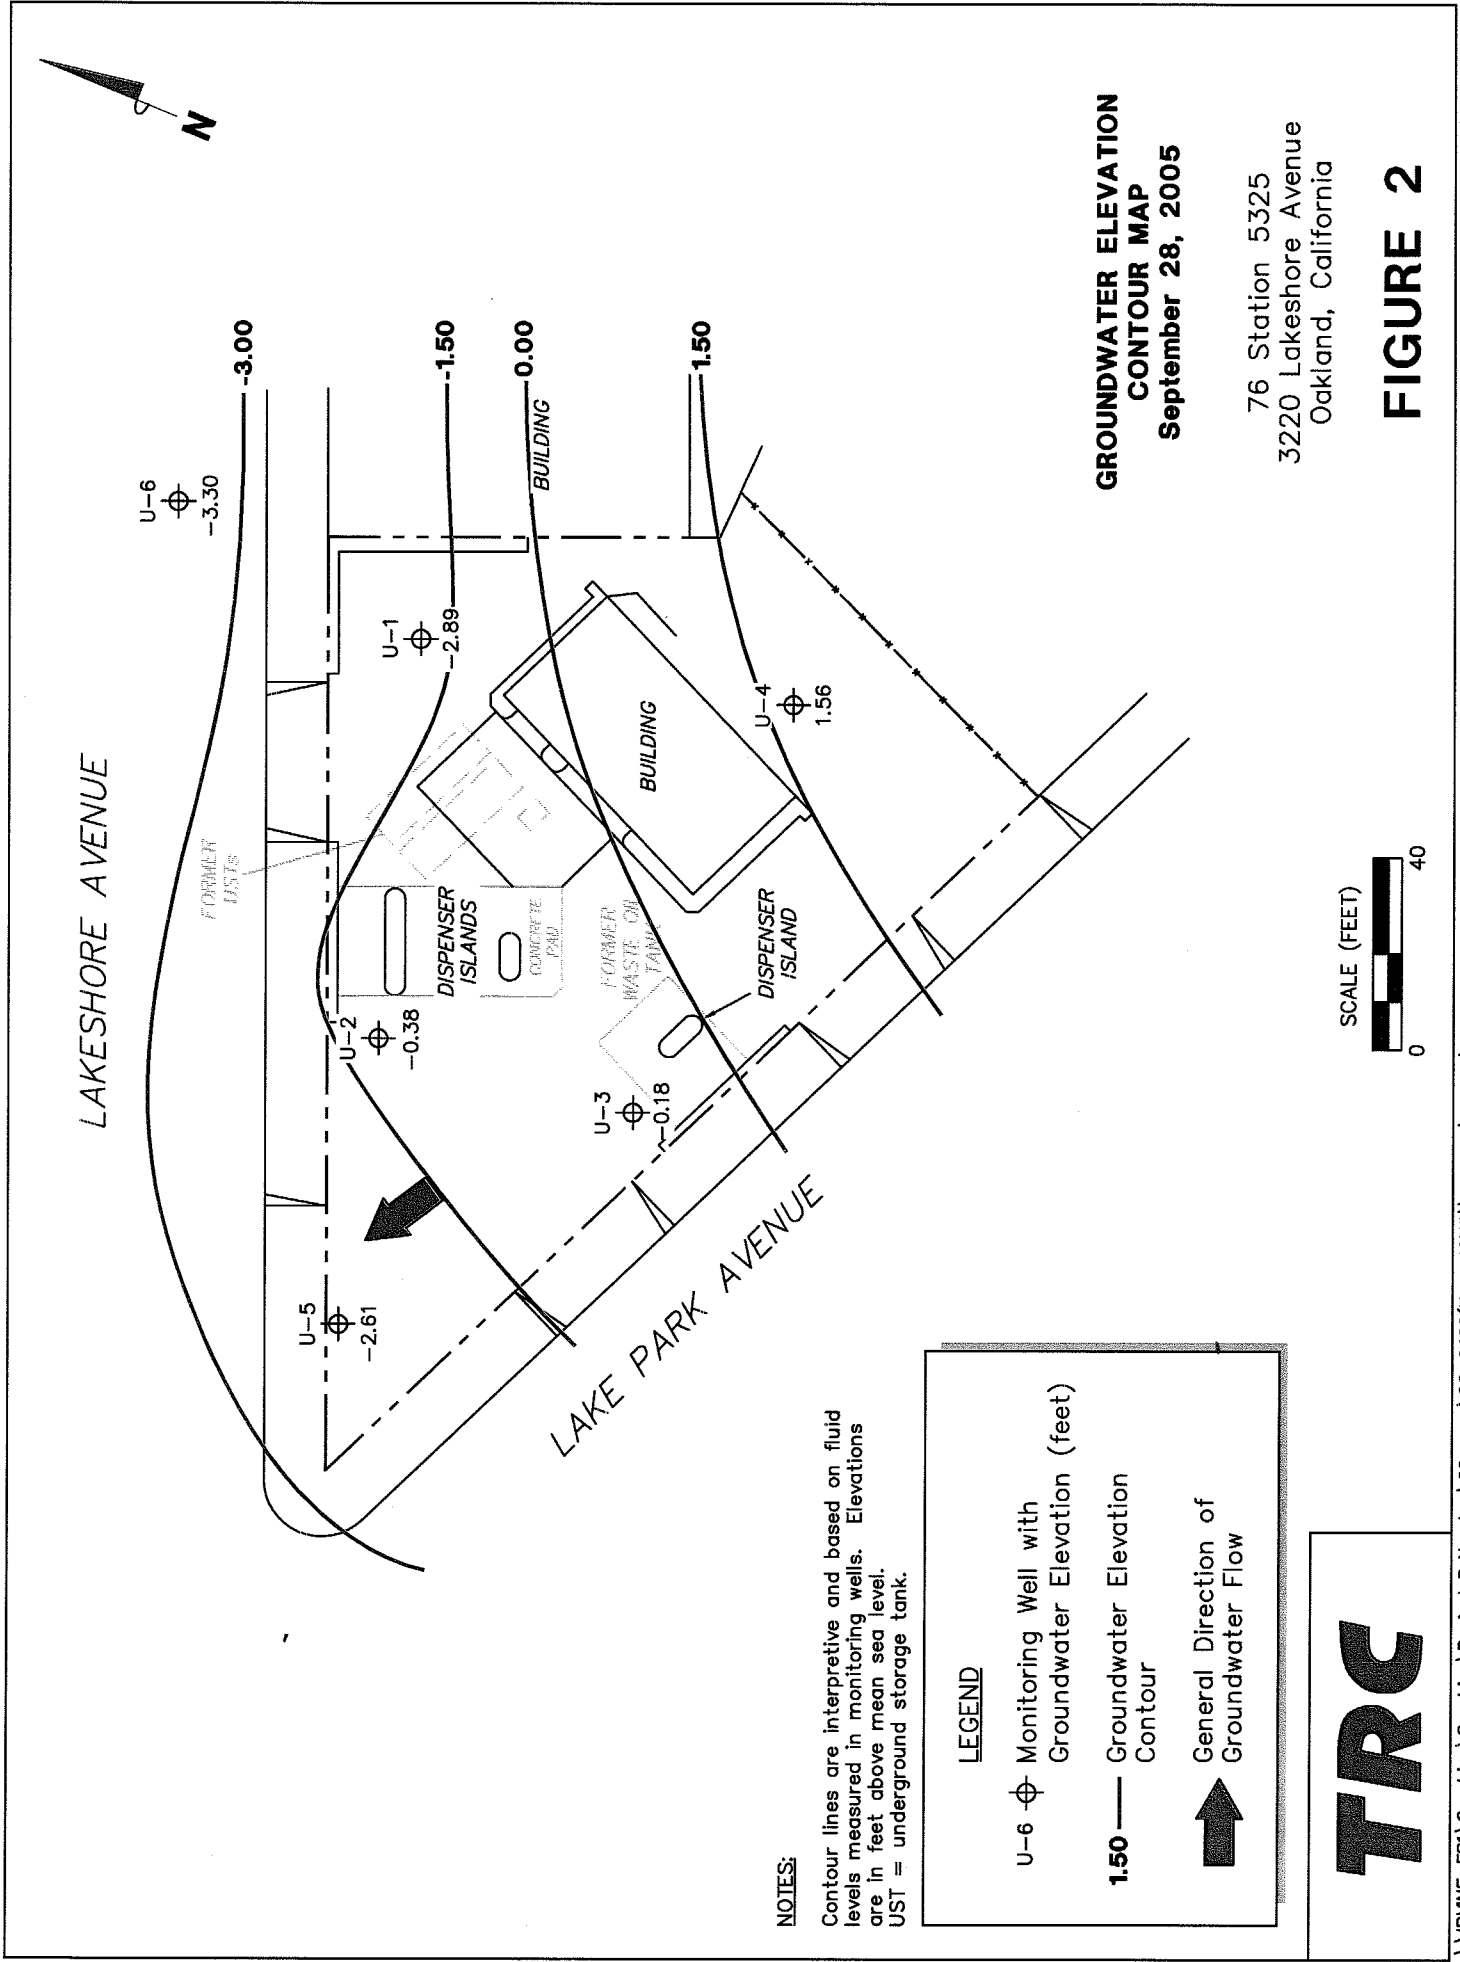 LAKESHORE AVENUE
N
FORMER
USTs
U-6
-3.30
U-1
-2.89
U-2
-0.38
U-5
-2.61
U-3
-0.18
U-4
1.56
-3.00
-1.50
0.00
1.50
BUILDING
BUILDING
DISPENSER
ISLANDS
CONCRETE
PAD
FORMER
WASTE OIL
TANK
DISPENSER
ISLAND
LAKE PARK AVENUE
NOTES:
Contour lines are interpretive and based on fluid
levels measured in monitoring wells. Elevations
are in feet above mean sea level.
UST = underground storage tank.
LEGEND
U-6 Monitoring Well with
Groundwater Elevation (feet)
1.50 Groundwater Elevation
Contour
General Direction of
Groundwater Flow
SCALE (FEET)
0 40
GROUNDWATER ELEVATION
CONTOUR MAP
September 28, 2005
76 Station 5325
3220 Lakeshore Avenue
Oakland, California
FIGURE 2
TRC